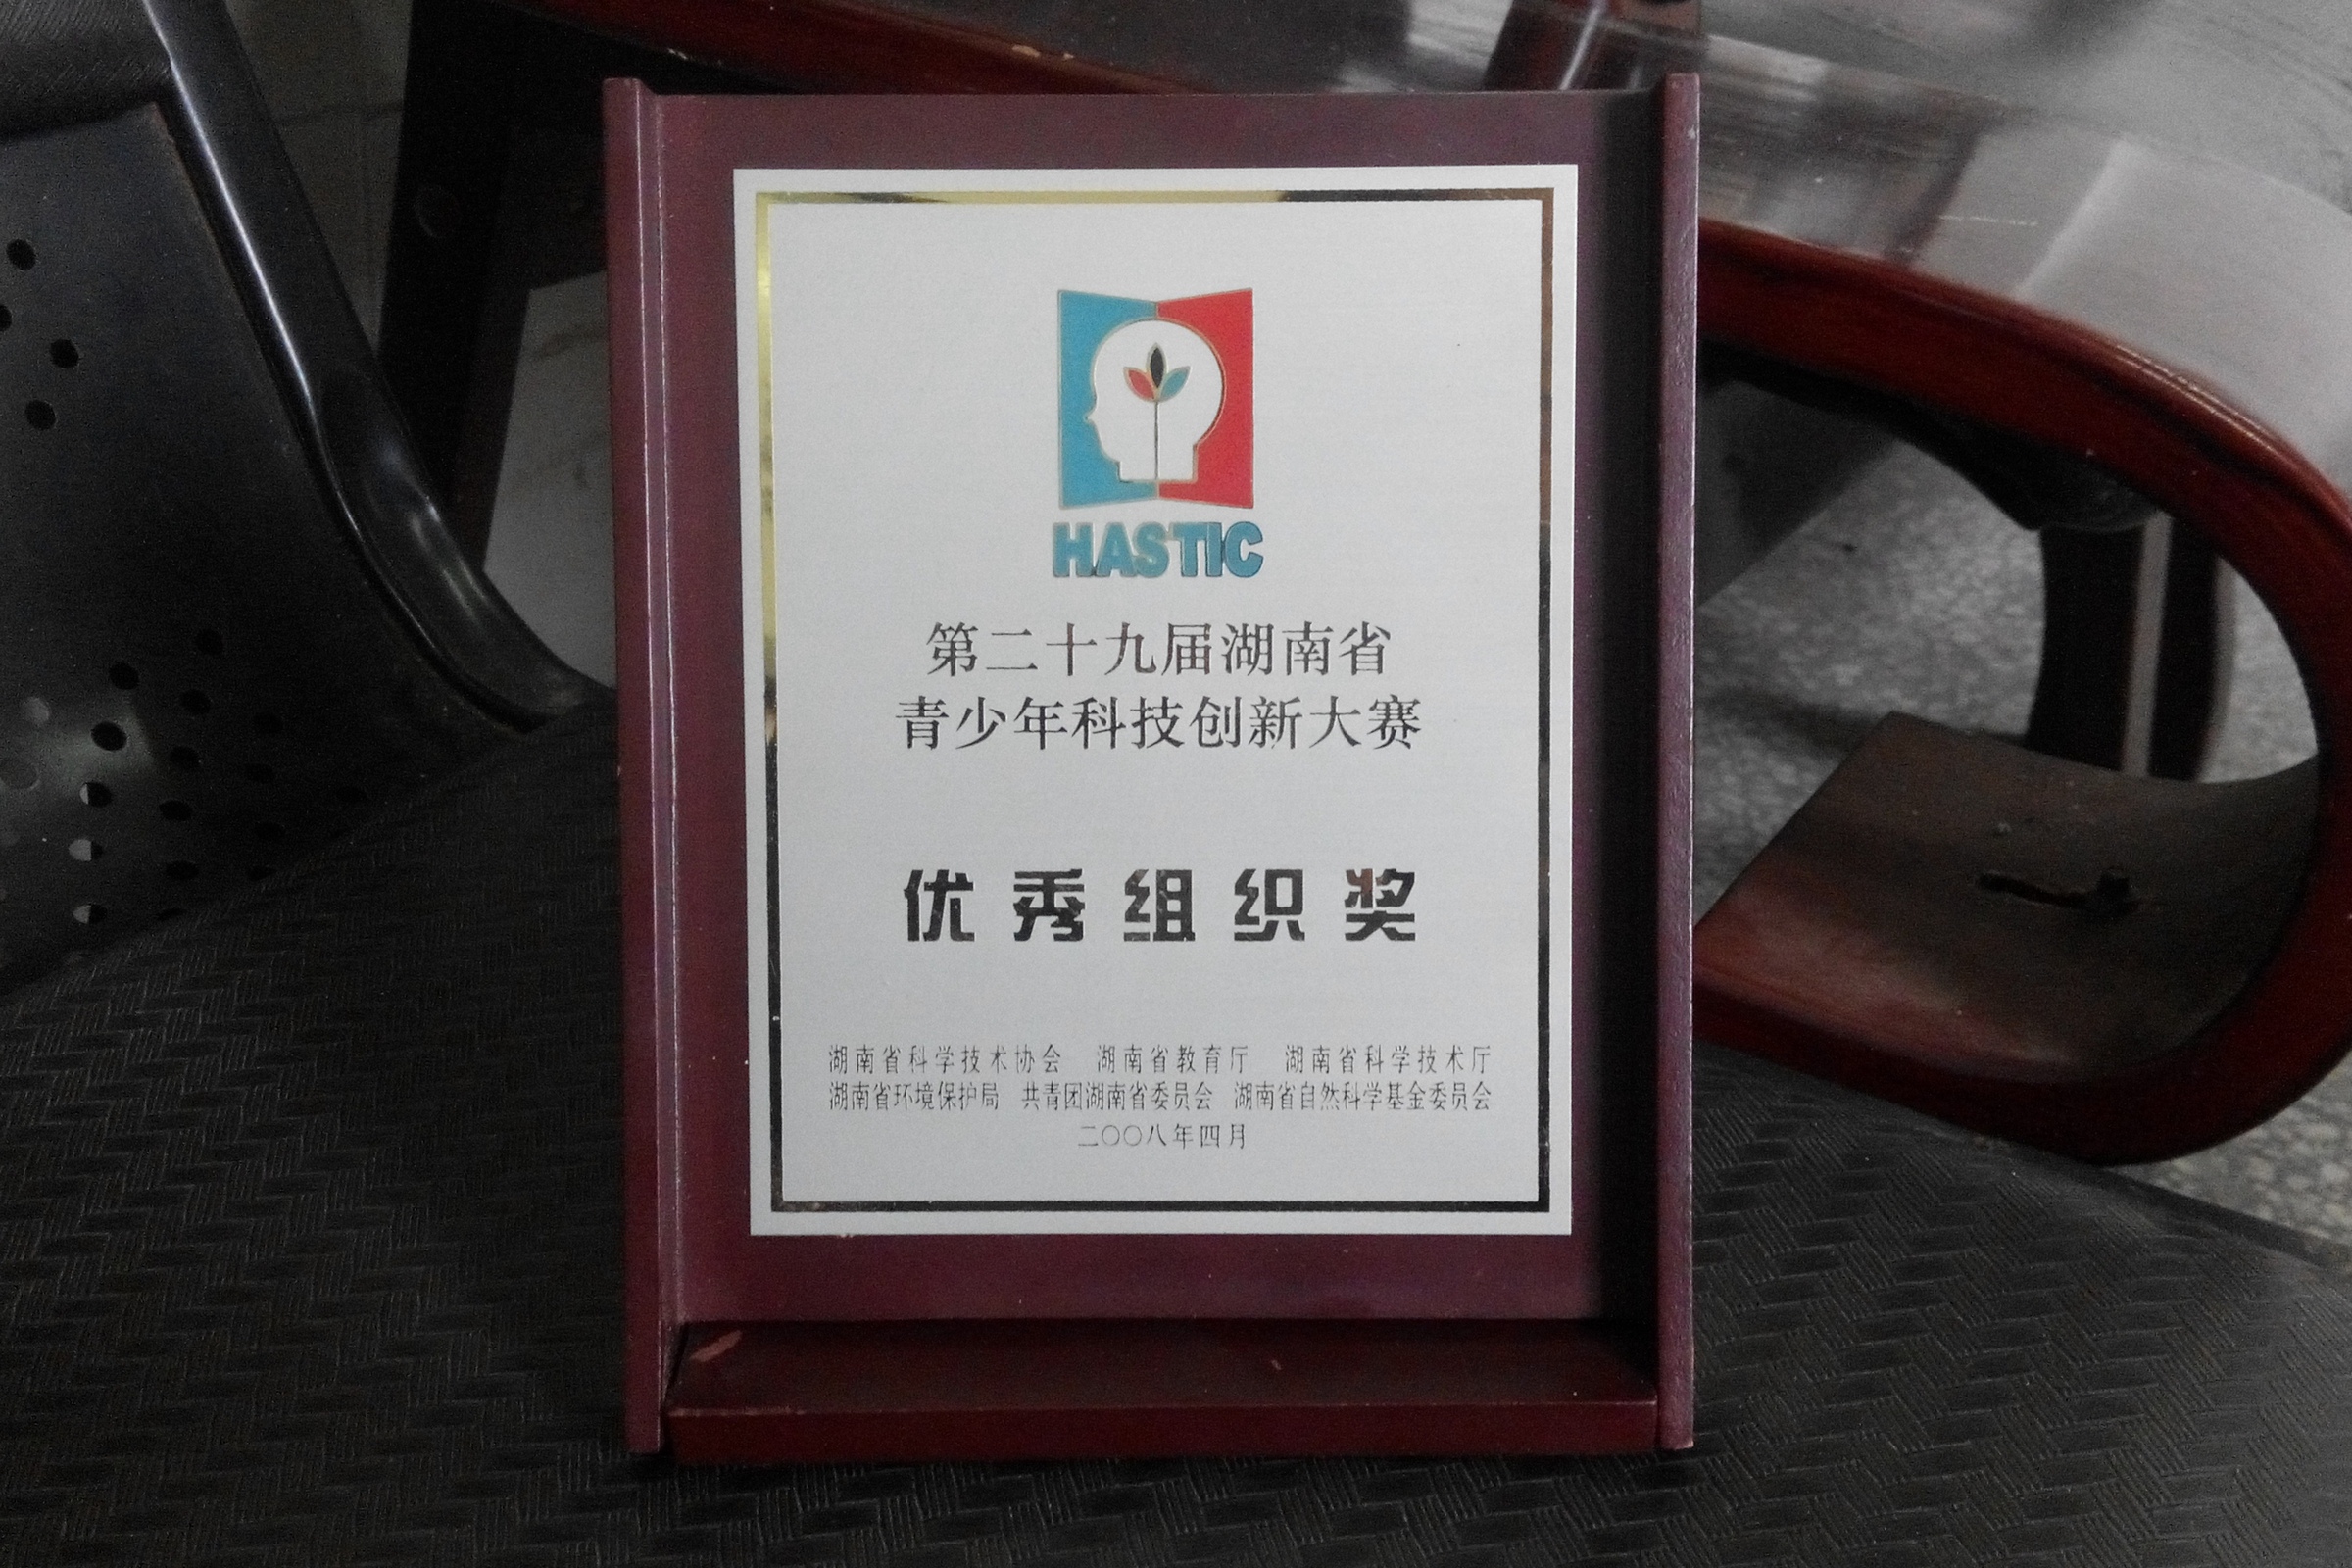 HASTIC
第二十九届湖南省
青少年科技创新大赛
优秀组织奖
湖南省科学技术协会 湖南省教育厅 湖南省科学技术厅
湖南省环境保护局 共青团湖南省委员会 湖南省自然科学基金委员会
二〇〇八年四月